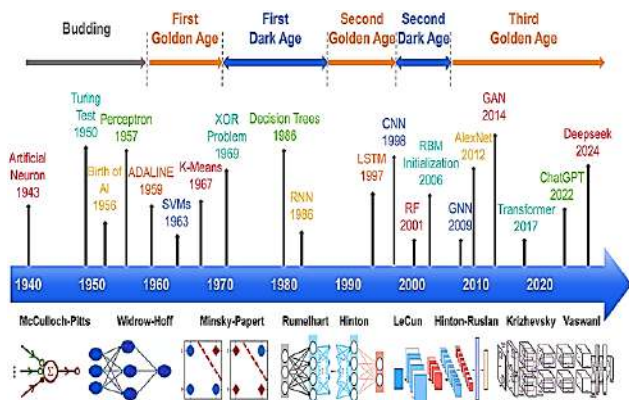 Budding
First
Golden Age
First
Dark Age
Second
Golden Age
Second
Dark Age
Third
Golden Age
Artificial
Neuron
1943
Turing
Test
1950
Birth of
AI
1956
Perceptron
1957
ADALINE
1959
SVMs
1963
K-Means
1967
XOR
Problem
1969
Decision Trees
1986
RNN
1986
LSTM
1997
CNN
1998
RF
2001
RBM
Initialization
2006
GNN
2009
AlexNet
2012
GAN
2014
Transformer
2017
ChatGPT
2022
Deepseek
2024
1940 1950 1960 1970 1980 1990 2000 2010 2020
McCulloch-Pitts Widrow-Hoff Minsky-Papert Rumelhart Hinton LeCun Hinton-Ruslan Krizhevsky Vaswanl
Σ